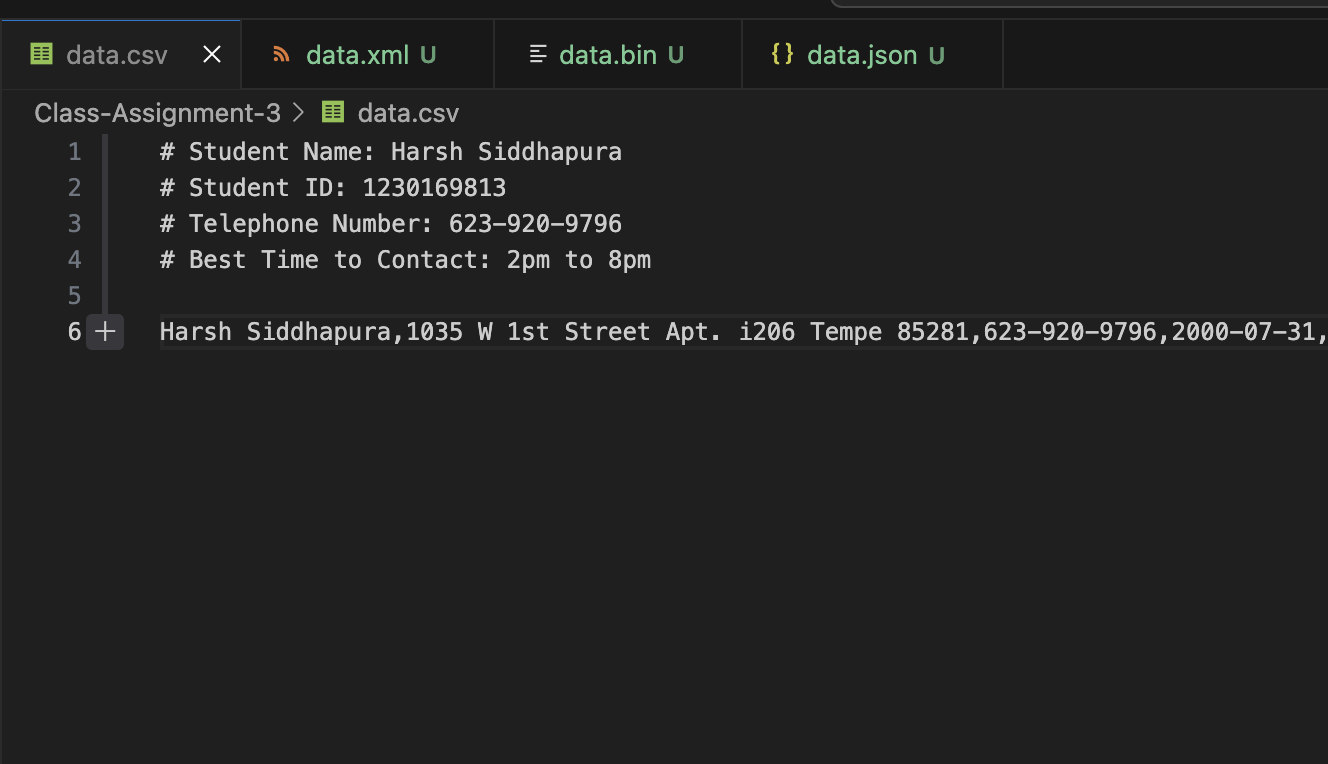 data.csv
data.xml U
data.bin U
data.json U
Class-Assignment-3 > data.csv
1 # Student Name: Harsh Siddhapura
2 # Student ID: 1230169813
3 # Telephone Number: 623-920-9796
4 # Best Time to Contact: 2pm to 8pm
5
6 Harsh Siddhapura,1035 W 1st Street Apt. i206 Tempe 85281,623-920-9796,2000-07-31,